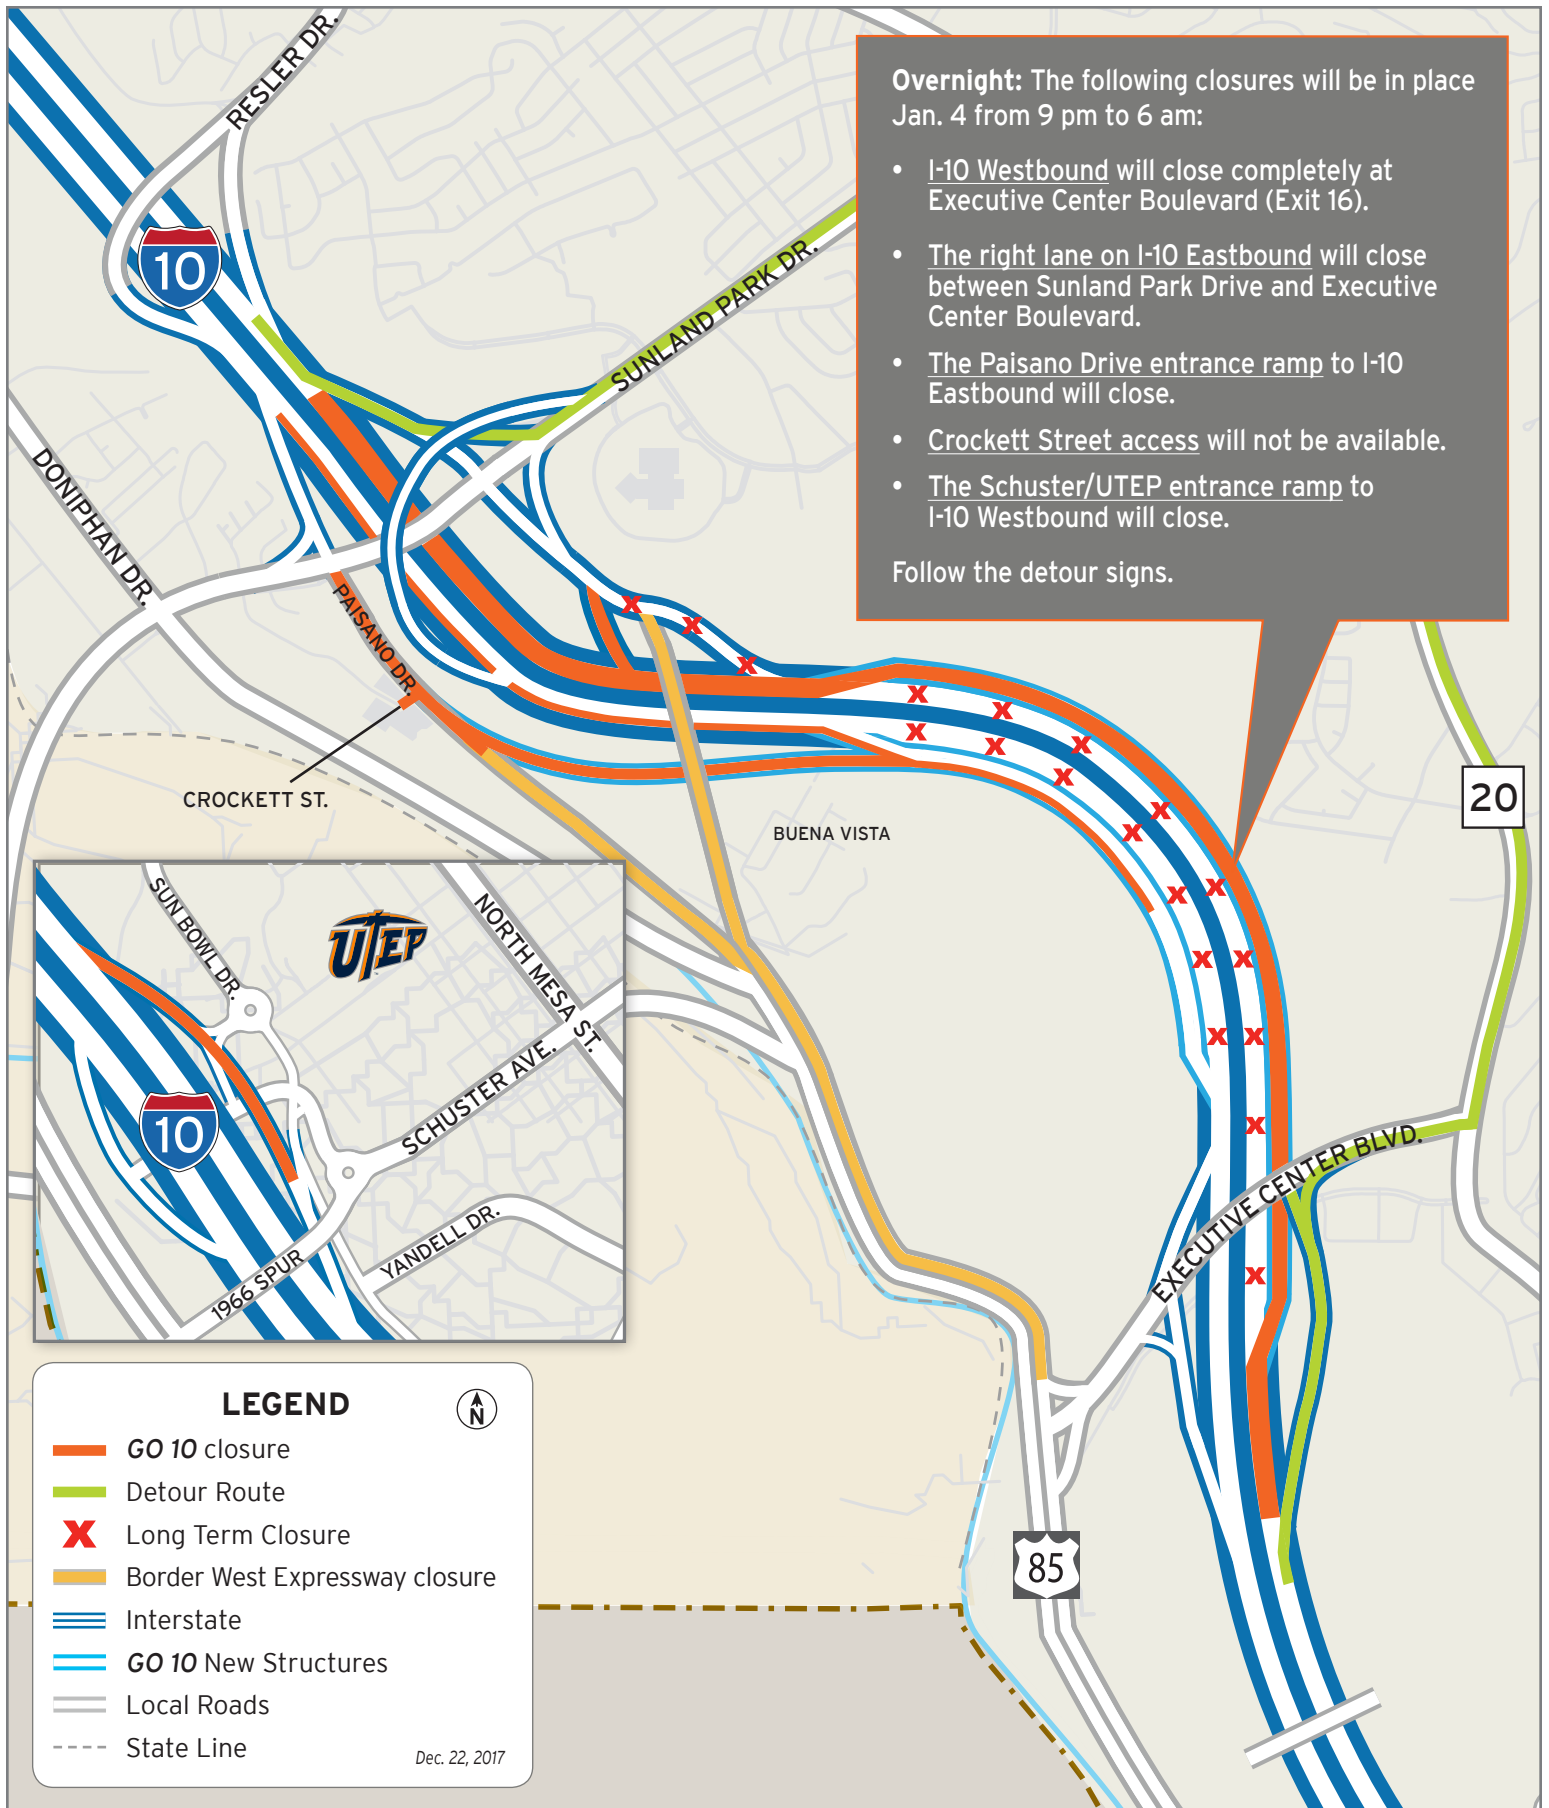 RESLER DR.
Overnight: The following closures will be in place
Jan. 4 from 9 pm to 6 am:
• I-10 Westbound will close completely at
Executive Center Boulevard (Exit 16).
• The right lane on I-10 Eastbound will close
between Sunland Park Drive and Executive
Center Boulevard.
• The Paisano Drive entrance ramp to I-10
Eastbound will close.
• Crockett Street access will not be available.
• The Schuster/UTEP entrance ramp to
I-10 Westbound will close.
Follow the detour signs.
10
SUNLAND PARK DR.
DONIPHAN DR.
PAISANO DR.
CROCKETT ST.
BUENA VISTA
20
SUN BOWL DR.
UTEP
NORTH MESA ST.
SCHUSTER AVE.
10
YANDELL DR.
1966 SPUR
EXECUTIVE CENTER BLVD.
85
LEGEND
N
GO 10 closure
Detour Route
X Long Term Closure
Border West Expressway closure
Interstate
GO 10 New Structures
Local Roads
State Line
Dec. 22, 2017